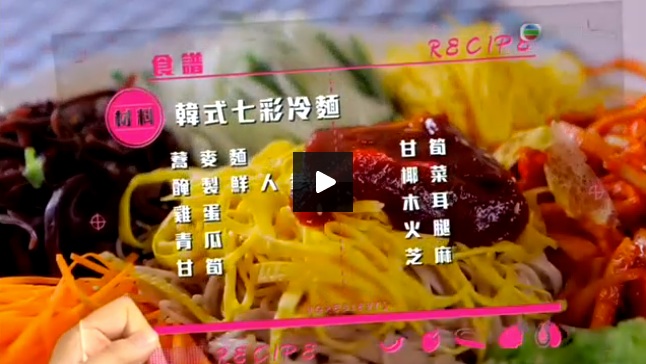 食譜
RECIPE
材料
韓式七彩冷麵
蕎麥麵
醃製鮮人
雞蛋
青瓜
甘筍
甘筍
椰菜
木耳
火腿
芝麻
RECIPE